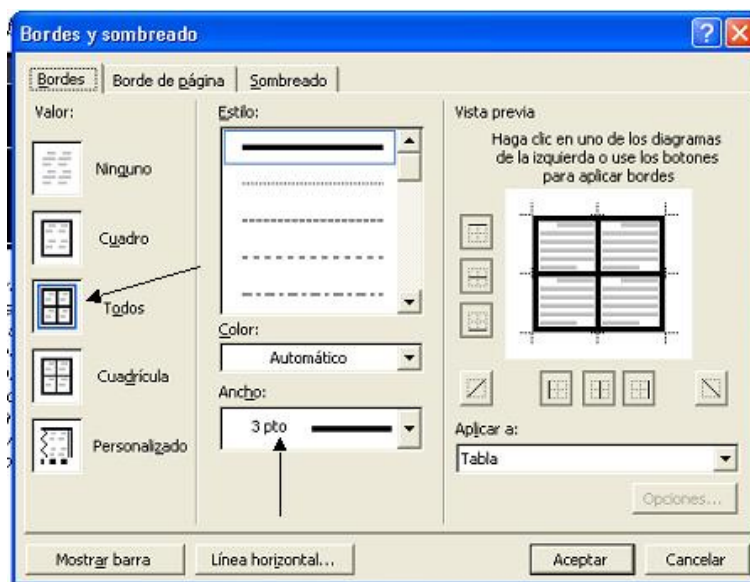 Bordes y sombreado
Bordes
Borde de página
Sombreado
Valor:
Ninguno
Cuadro
Todos
Cuadrícula
Personalizado
Estilo:
Color:
Automático
Ancho:
3 pto
Vista previa
Haga clic en uno de los diagramas
de la izquierda o use los botones
para aplicar bordes
Aplicar a:
Tabla
Opciones...
Mostrar barra
Línea horizontal...
Aceptar
Cancelar